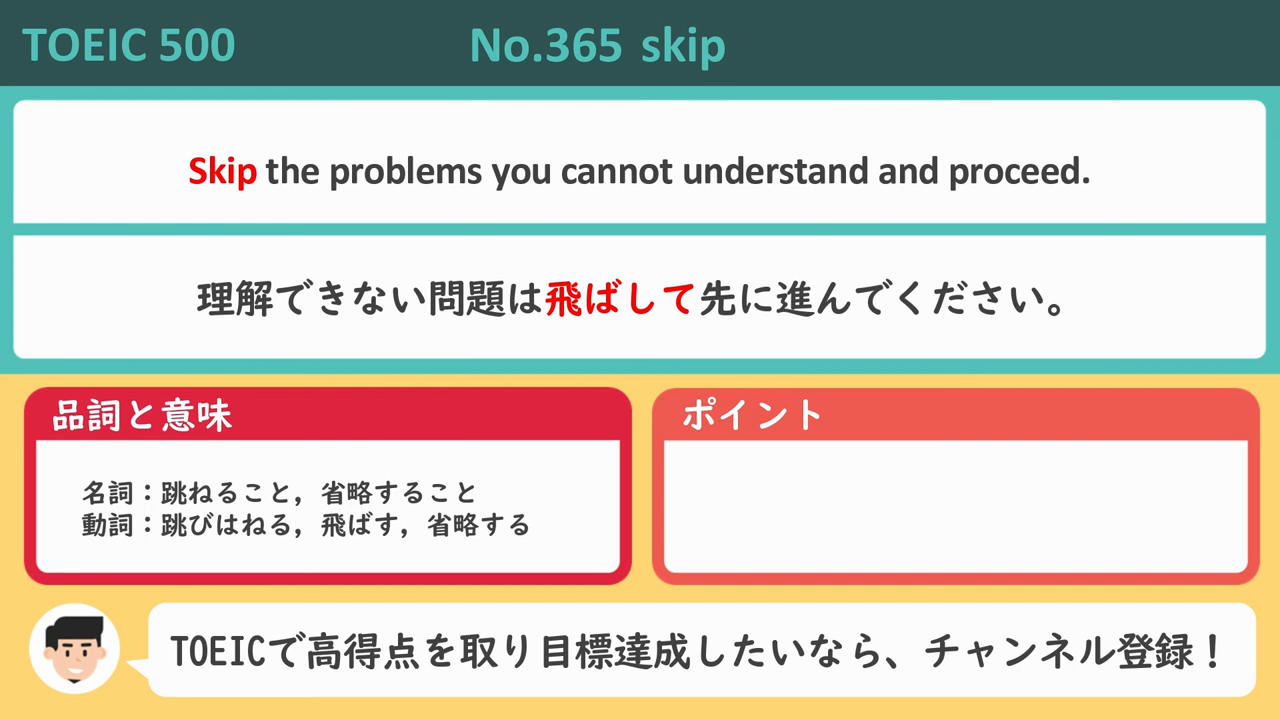 TOEIC 500
No.365 skip
Skip the problems you cannot understand and proceed.
理解できない問題は飛ばして先に進んでください。
品詞と意味
名詞：跳ねること，省略すること
動詞：跳びはねる，飛ばす，省略する
ポイント
TOEICで高得点を取り目標達成したいなら、チャンネル登録！